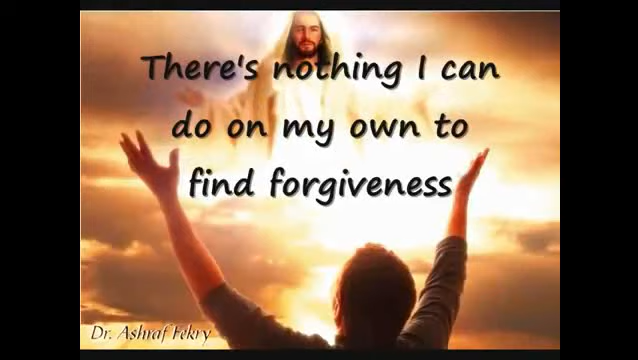 There's nothing I can
do on my own to
find forgiveness
Dr. Ashraf Fekry